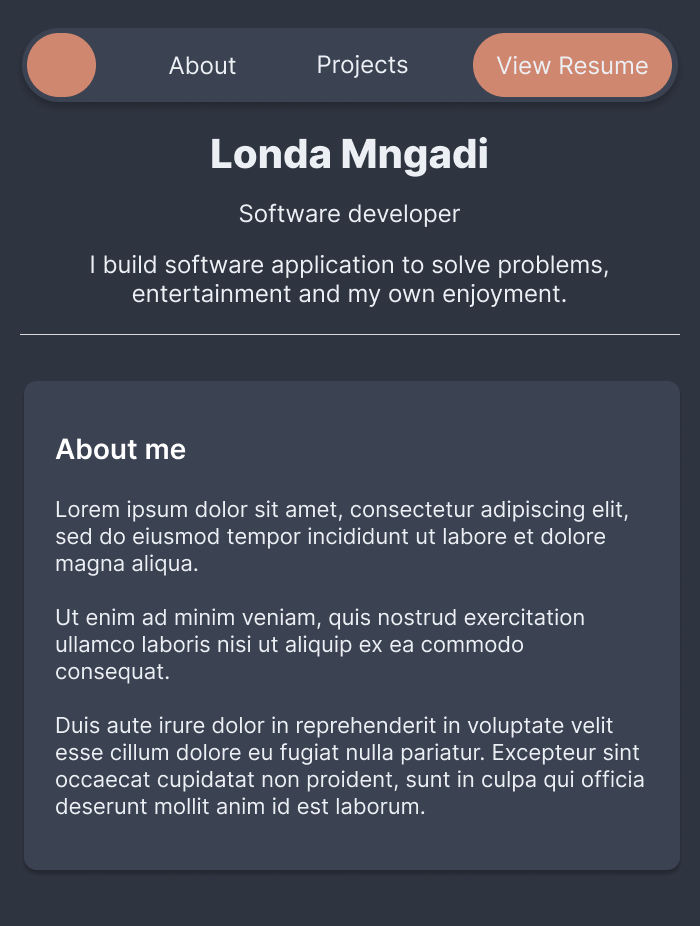 About
Projects
View Resume
Londa Mngadi
Software developer
I build software application to solve problems,
entertainment and my own enjoyment.
About me
Lorem ipsum dolor sit amet, consectetur adipiscing elit,
sed do eiusmod tempor incididunt ut labore et dolore
magna aliqua.
Ut enim ad minim veniam, quis nostrud exercitation
ullamco laboris nisi ut aliquip ex ea commodo
consequat.
Duis aute irure dolor in reprehenderit in voluptate velit
esse cillum dolore eu fugiat nulla pariatur. Excepteur sint
occaecat cupidatat non proident, sunt in culpa qui officia
deserunt mollit anim id est laborum.